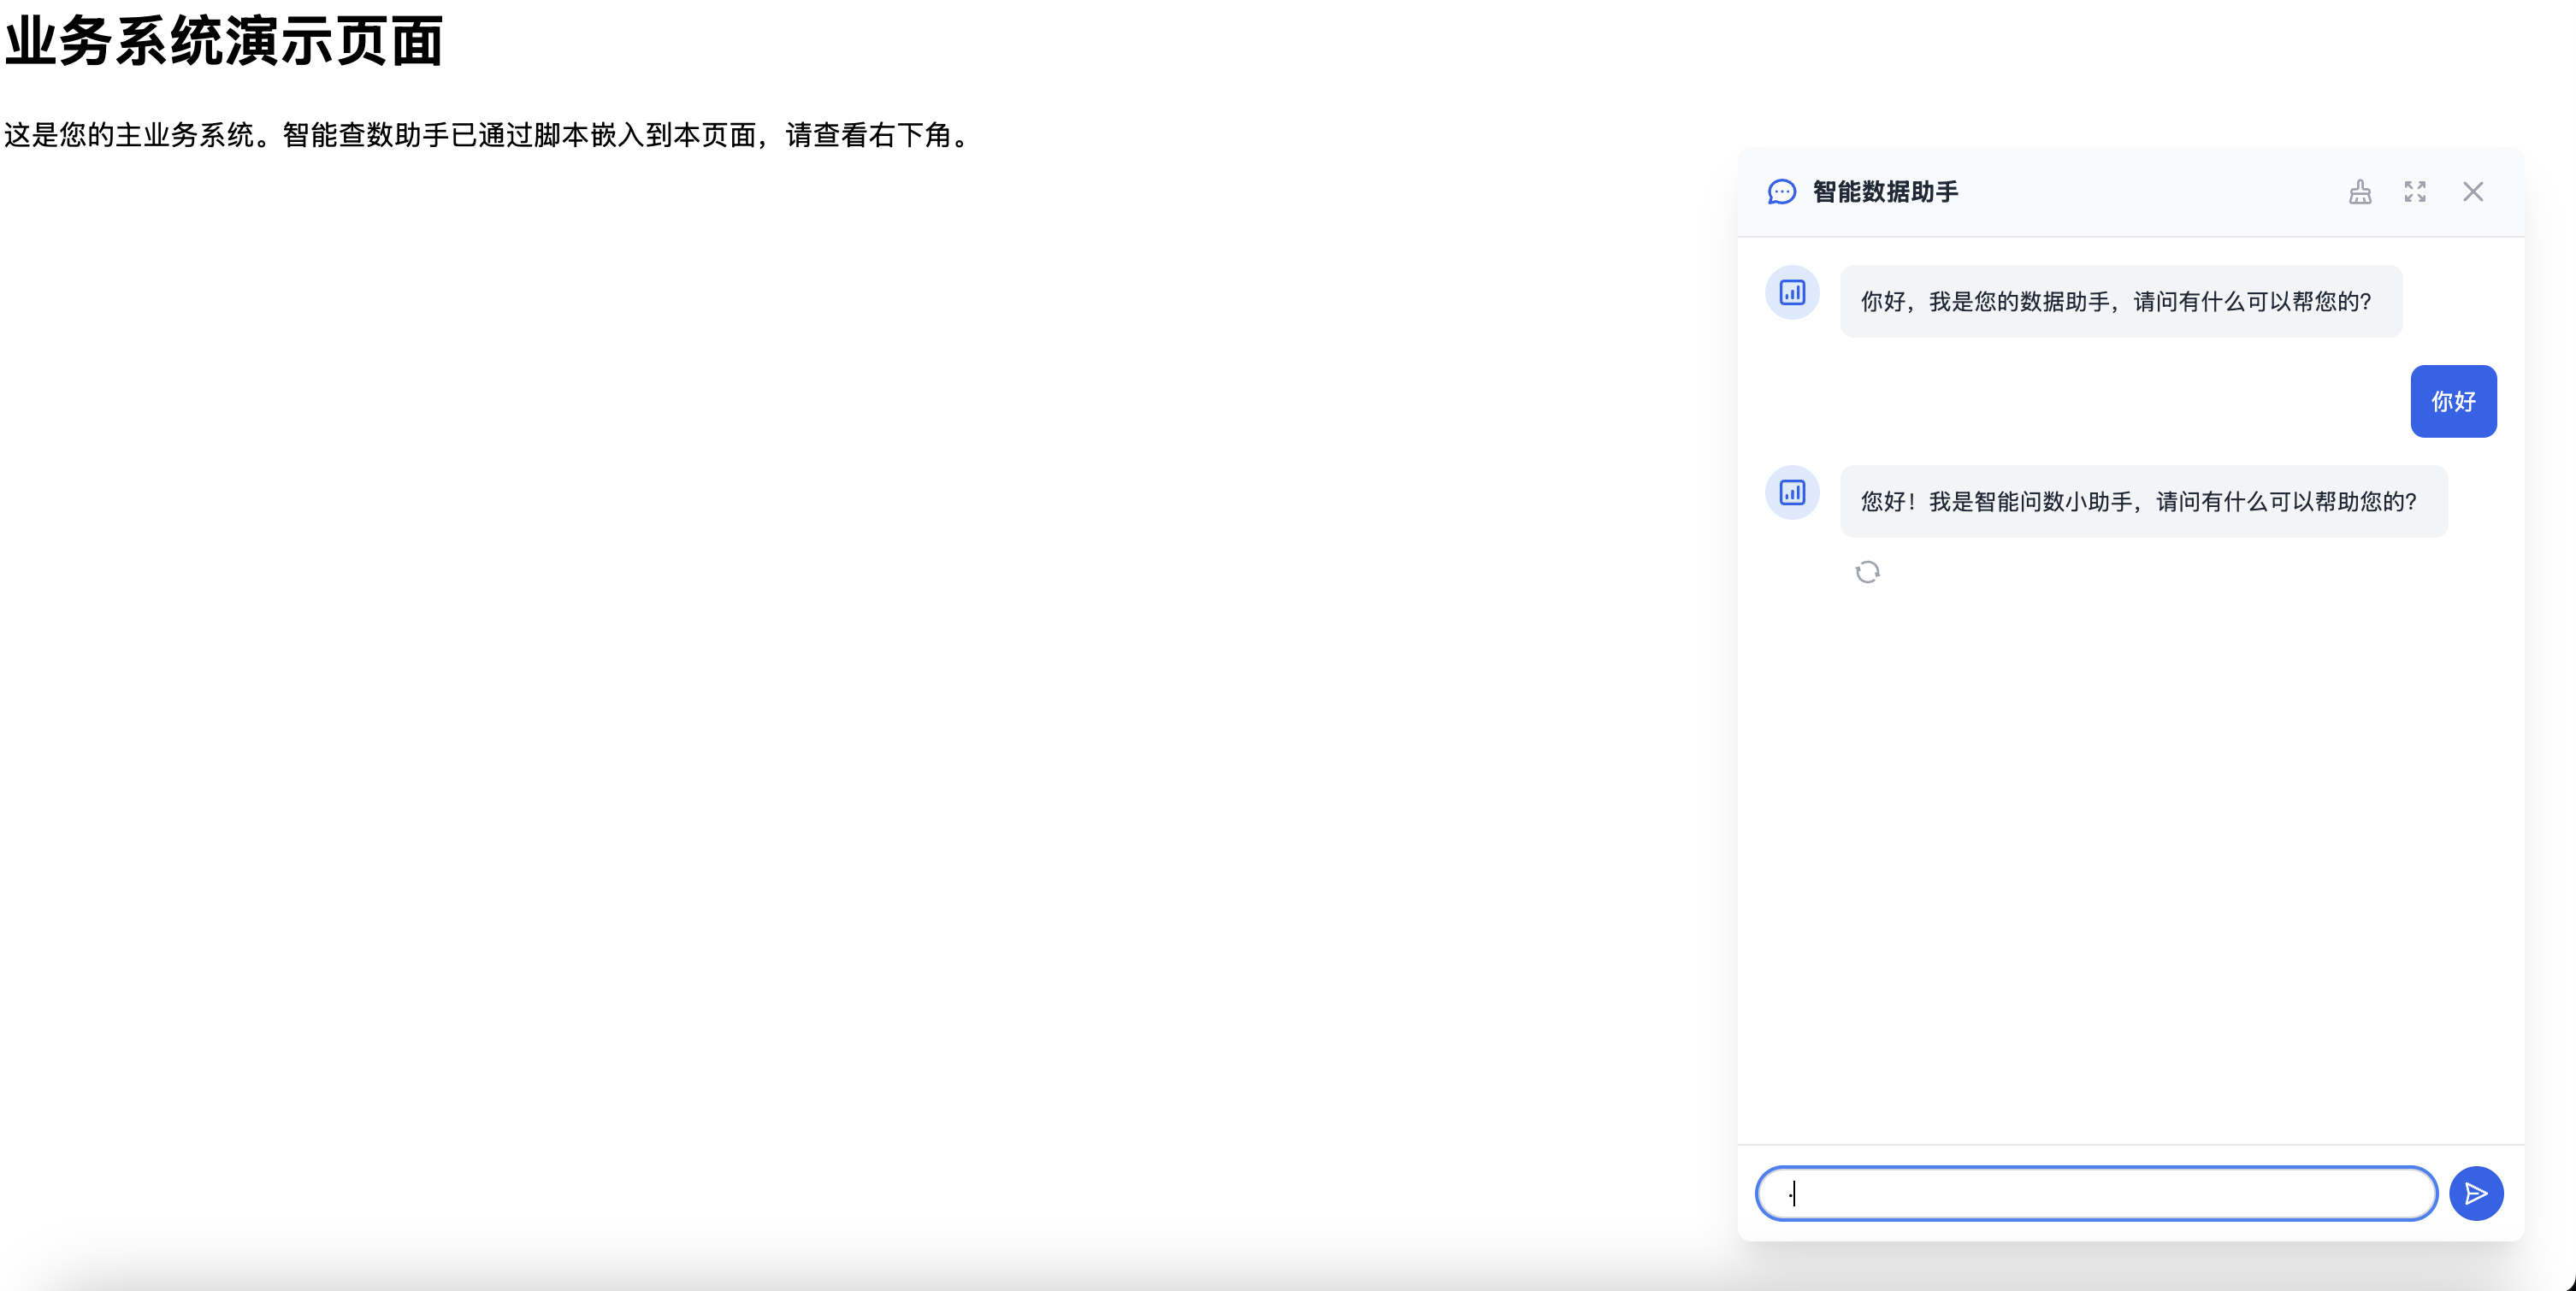 业务系统演示页面
这是您的主业务系统。智能查数助手已通过脚本嵌入到本页面，请查看右下角。
智能数据助手
你好，我是您的数据助手，请问有什么可以帮您的?
你好
您好！我是智能问数小助手，请问有什么可以帮助您的?
·